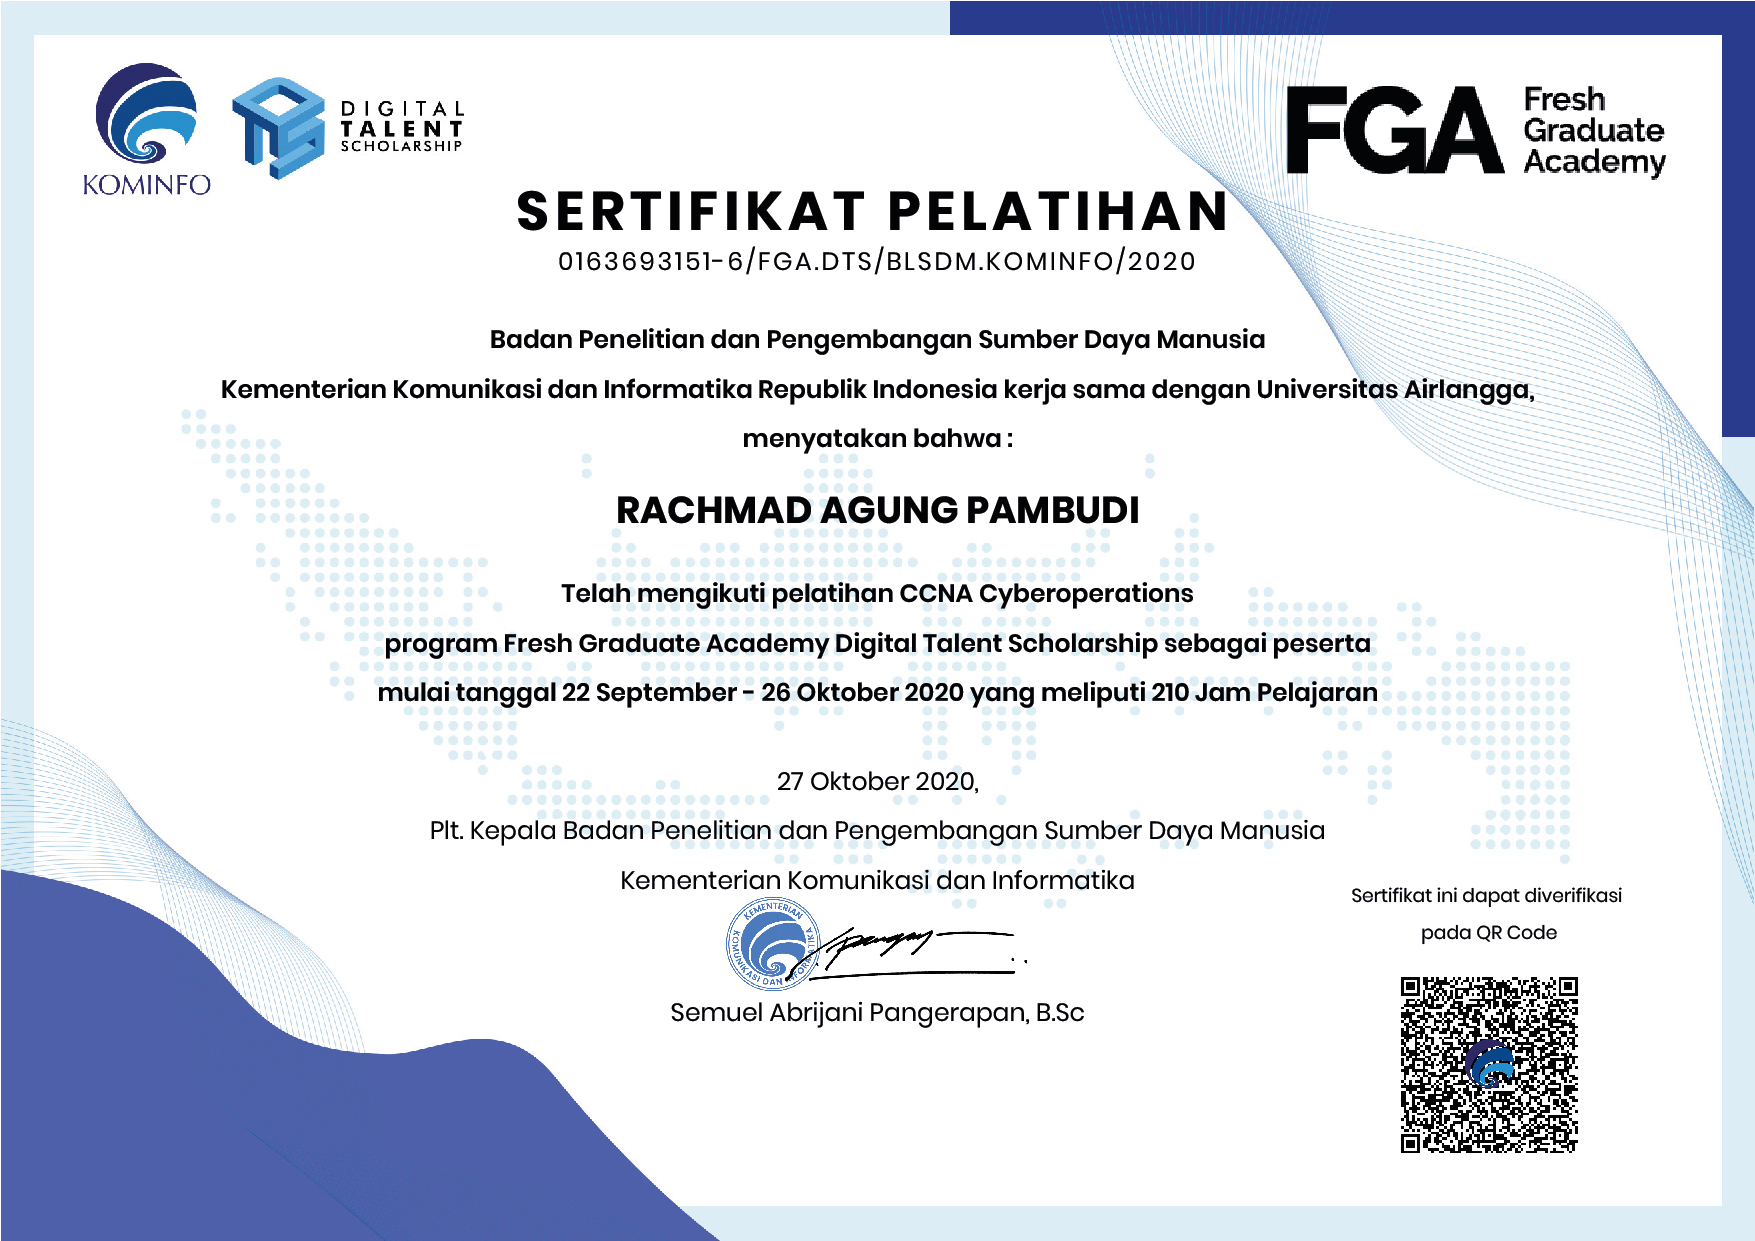 KOMINFO
DIGITAL
TALENT
SCHOLARSHIP
FGA
Fresh
Graduate
Academy
SERTIFIKAT PELATIHAN
0163693151-6/FGA.DTS/BLSDM.KOMINFO/2020
Badan Penelitian dan Pengembangan Sumber Daya Manusia
Kementerian Komunikasi dan Informatika Republik Indonesia kerja sama dengan Universitas Airlangga,
menyatakan bahwa :
RACHMAD AGUNG PAMBUDI
Telah mengikuti pelatihan CCNA Cyberoperations
program Fresh Graduate Academy Digital Talent Scholarship sebagai peserta
mulai tanggal 22 September - 26 Oktober 2020 yang meliputi 210 Jam Pelajaran
27 Oktober 2020,
Plt. Kepala Badan Penelitian dan Pengembangan Sumber Daya Manusia
Kementerian Komunikasi dan Informatika
KEMENTERIAN
KOMUNIKASI DAN INFORMATIKA
Semuel Abrijani Pangerapan, B.Sc
Sertifikat ini dapat diverifikasi
pada QR Code